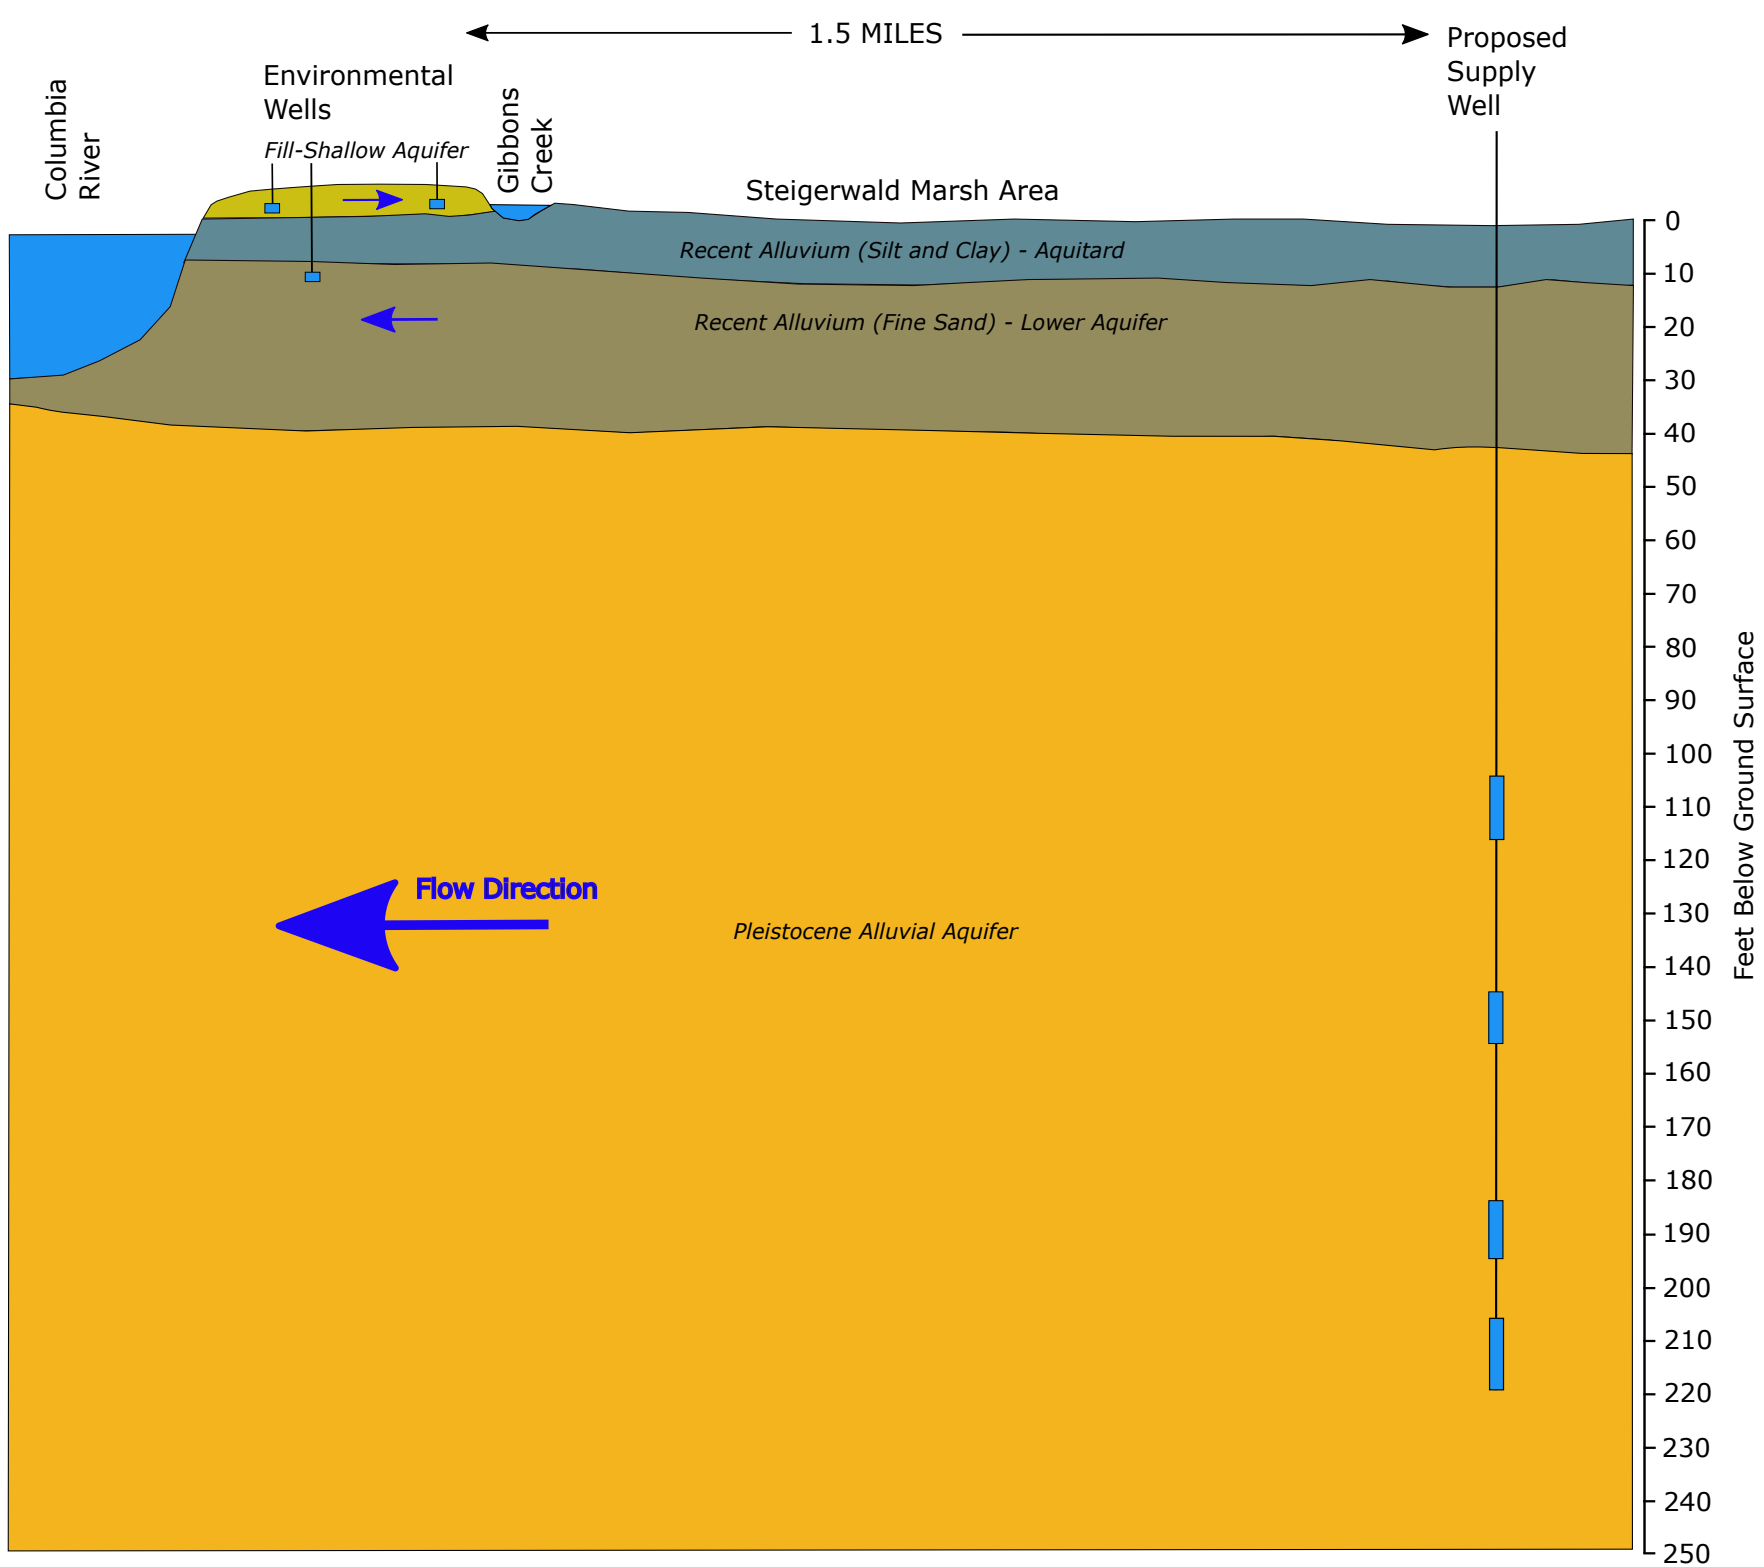 1.5 MILES
Proposed
Supply
Well
Environmental
Wells
Columbia
River
Fill-Shallow Aquifer
Gibbons
Creek
Steigerwald Marsh Area
Recent Alluvium (Silt and Clay) - Aquitard
Recent Alluvium (Fine Sand) - Lower Aquifer
Flow Direction
Pleistocene Alluvial Aquifer
0
10
20
30
40
50
60
70
80
90
100
110
120
130
140
150
160
170
180
190
200
210
220
230
240
250
Feet Below Ground Surface